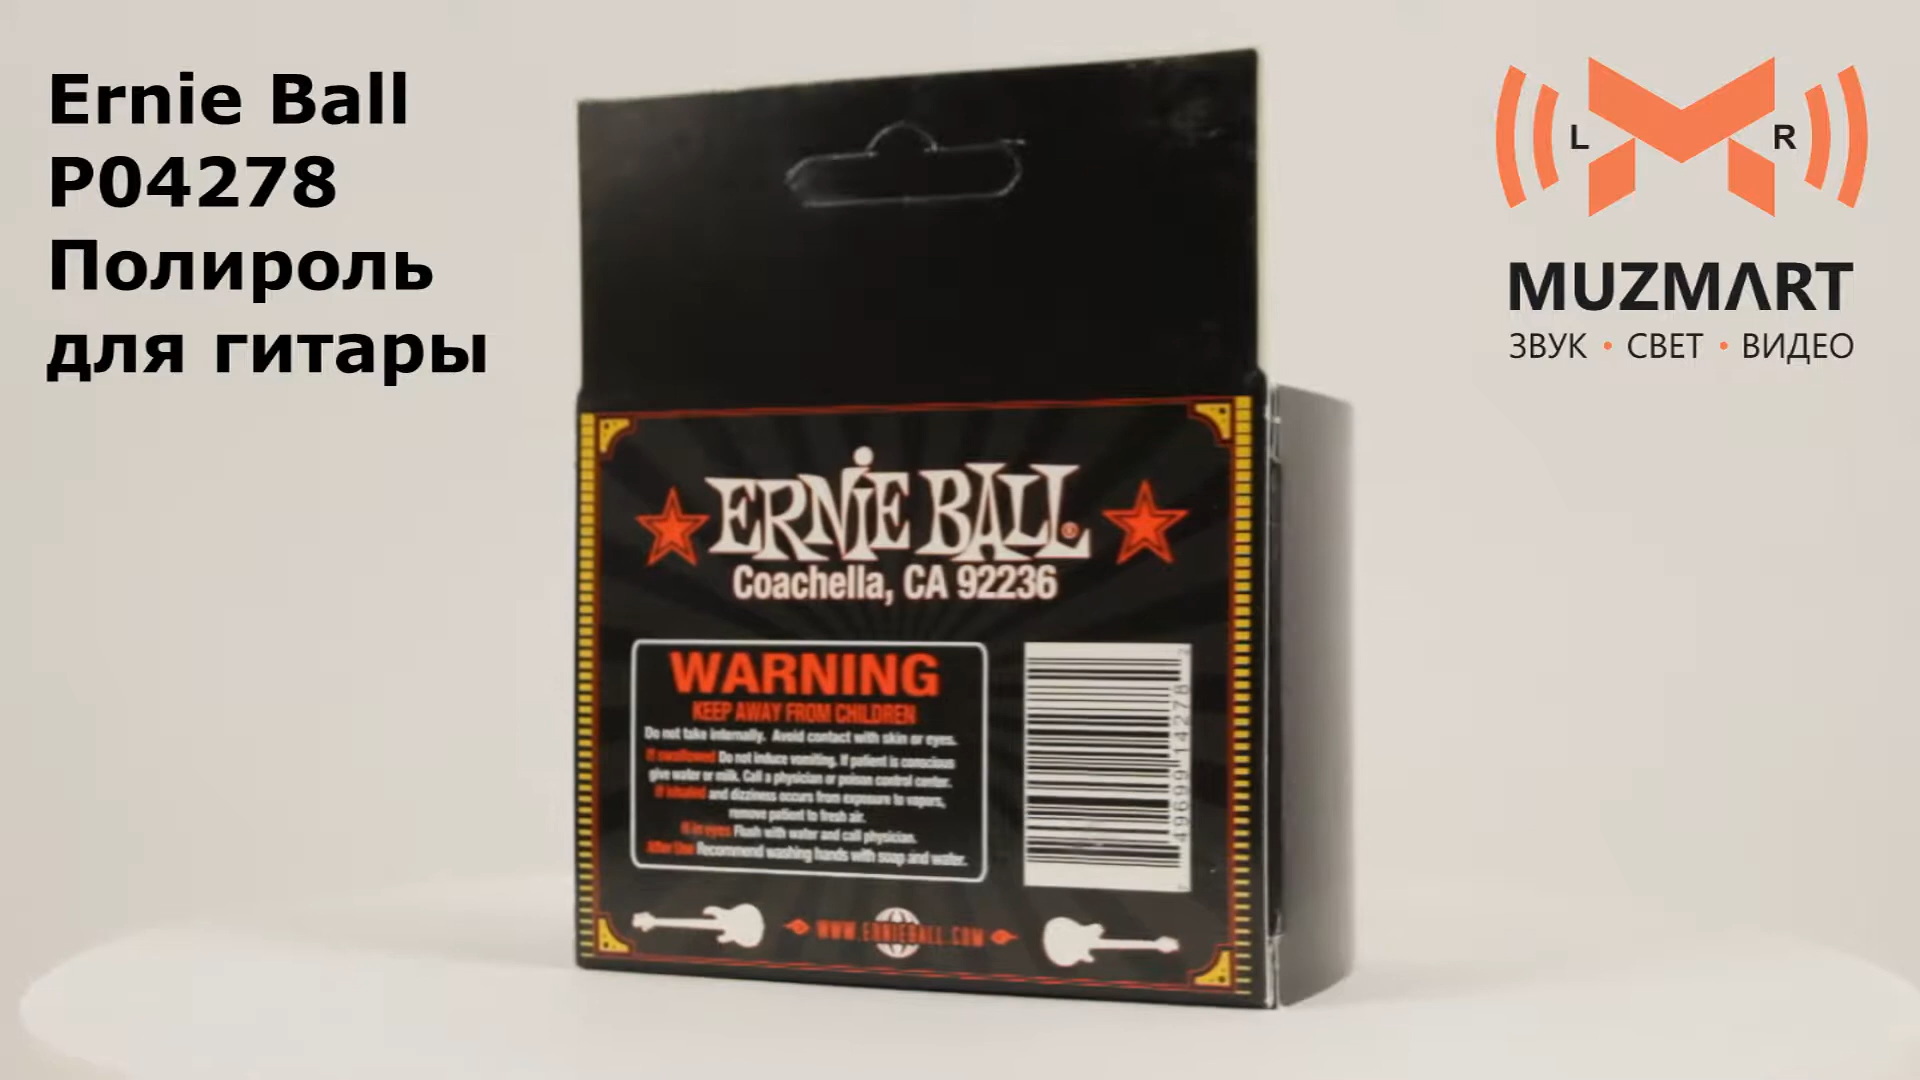 Ernie Ball
P04278
Полироль
для гитары
L R
MUZMART
ЗВУК • СВЕТ • ВИДЕО
ERNIE BALL®
Coachella, CA 92236
WARNING
KEEP AWAY FROM CHILDREN
Do not take internally. Avoid contact with skin or eyes.
If swallowed Do not induce vomiting. If patient is conscious
give water or milk. Call a physician or poison control center.
If inhaled and dizziness occurs from exposure to vapors,
remove patient to fresh air.
If in eyes Flush with water and call physician.
After Use Recommend washing hands with soap and water.
7 49699 14278 2
WWW.ERNIEBALL.COM